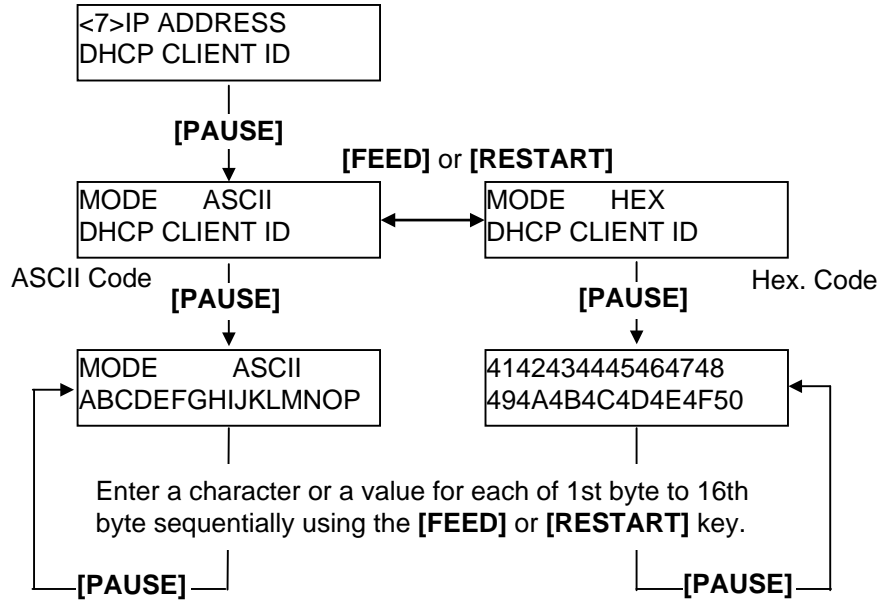 <7>IP ADDRESS
DHCP CLIENT ID
[PAUSE]
[FEED] or [RESTART]
MODE ASCII
DHCP CLIENT ID
MODE HEX
DHCP CLIENT ID
ASCII Code
[PAUSE]
[PAUSE]
Hex. Code
MODE ASCII
ABCDEFGHIJKLMNOP
4142434445464748
494A4B4C4D4E4F50
Enter a character or a value for each of 1st byte to 16th
byte sequentially using the [FEED] or [RESTART] key.
[PAUSE]
[PAUSE]